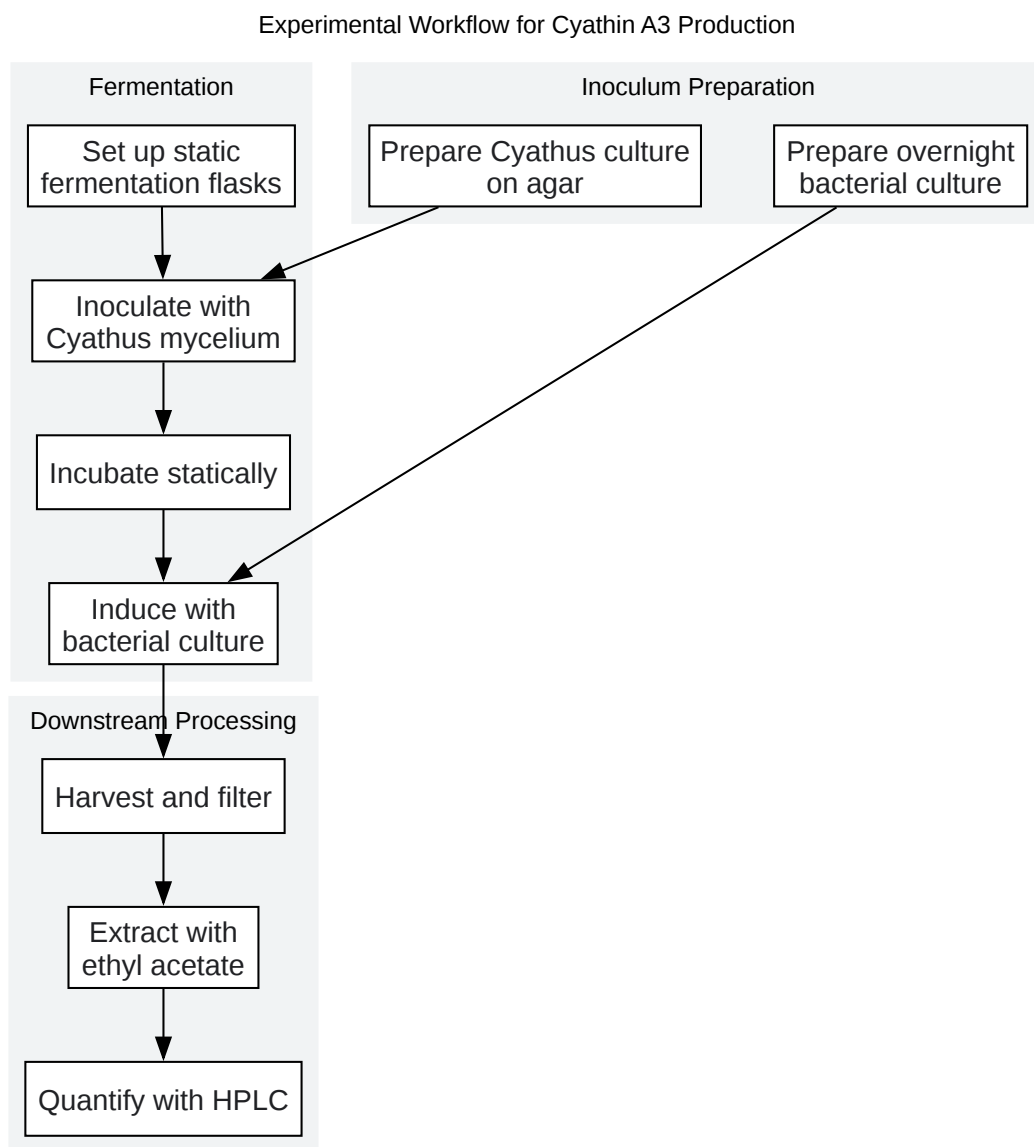 Experimental Workflow for Cyathin A3 Production
Fermentation
Inoculum Preparation
Set up static
fermentation flasks
Prepare Cyathus culture
on agar
Prepare overnight
bacterial culture
Inoculate with
Cyathus mycelium
Incubate statically
Induce with
bacterial culture
Downstream Processing
Harvest and filter
Extract with
ethyl acetate
Quantify with HPLC